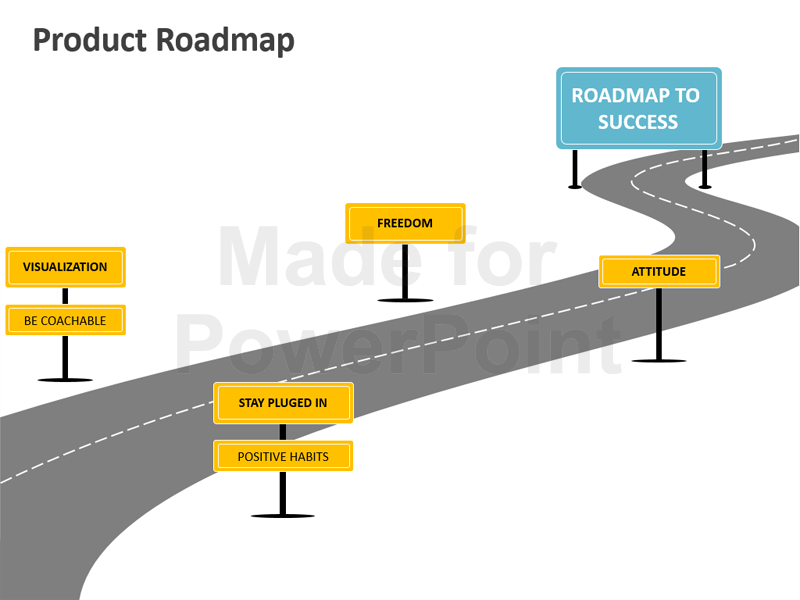 Product Roadmap
ROADMAP TO
SUCCESS
FREEDOM
VISUALIZATION
BE COACHABLE
ATTITUDE
Made for
PowerPoint
STAY PLUGED IN
POSITIVE HABITS